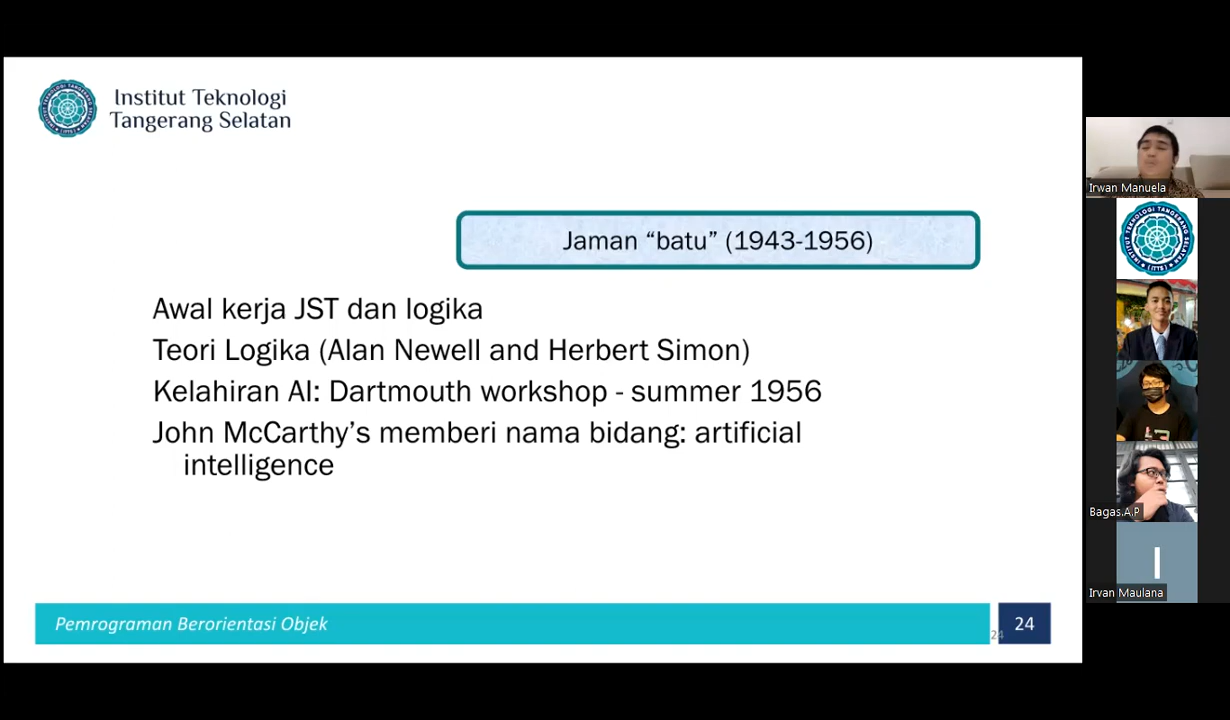 Institut Teknologi
Tangerang Selatan
Jaman “batu” (1943-1956)
Awal kerja JST dan logika
Teori Logika (Alan Newell and Herbert Simon)
Kelahiran AI: Dartmouth workshop - summer 1956
John McCarthy’s memberi nama bidang: artificial
intelligence
Pemrograman Berorientasi Objek
24
24
Irwan Manuela
Bagas.A.P
I
Irvan Maulana